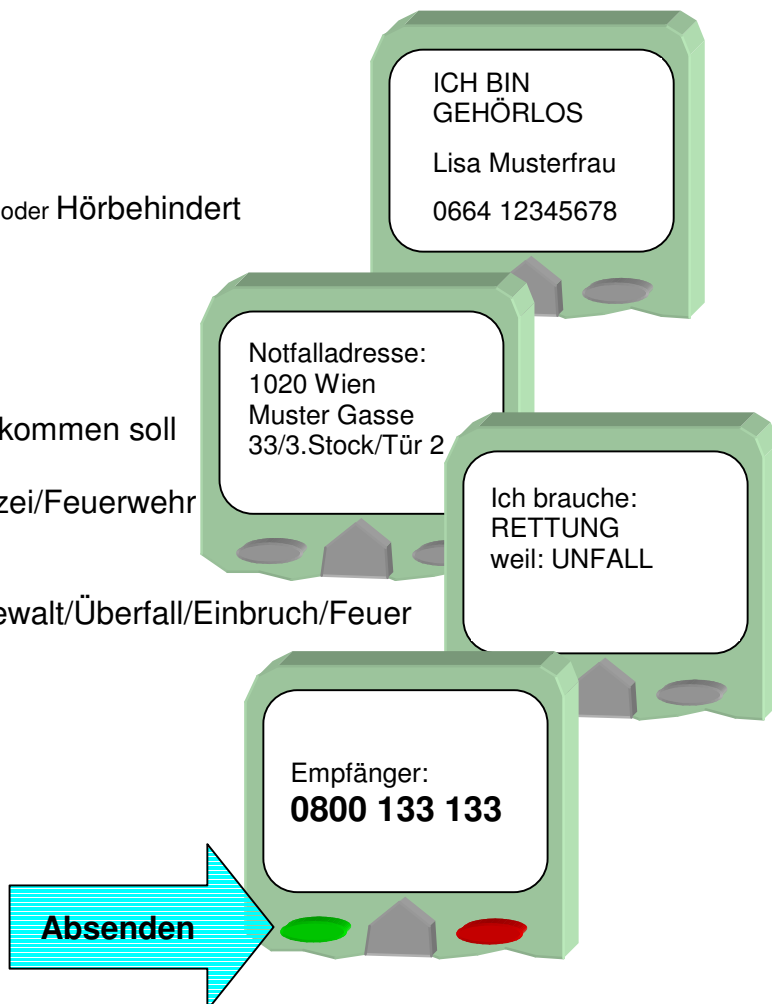 ICH BIN
GEHÖRLOS
Lisa Musterfrau
0664 12345678
oder Hörbehindert
Notfalladresse:
1020 Wien
Muster Gasse
33/3.Stock/Tür 2
kommen soll
zei/Feuerwehr
Ich brauche:
RETTUNG
weil: UNFALL
ewalt/Überfall/Einbruch/Feuer
Empfänger:
0800 133 133
Absenden